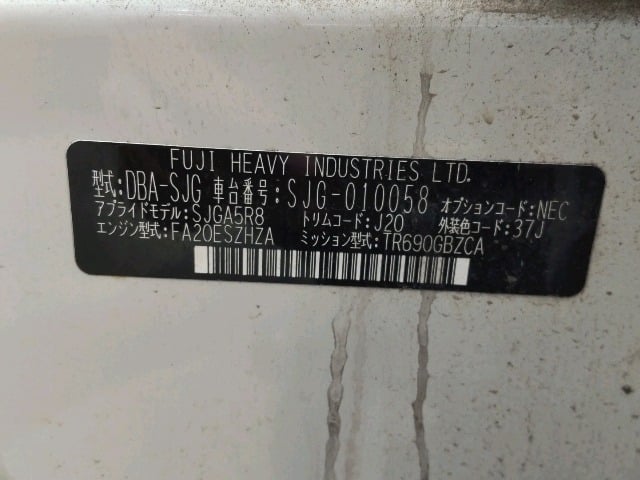 FUJI HEAVY INDUSTRIES LTD.
型式:DBA-SJG 車台番号:SJG-010058 オプションコード:NEC
アプライドモデル:SJGA5R8 トリムコード:J20 外装色コード:37J
エンジン型式:FA20ESZHZA ミッション型式:TR690GBZCA